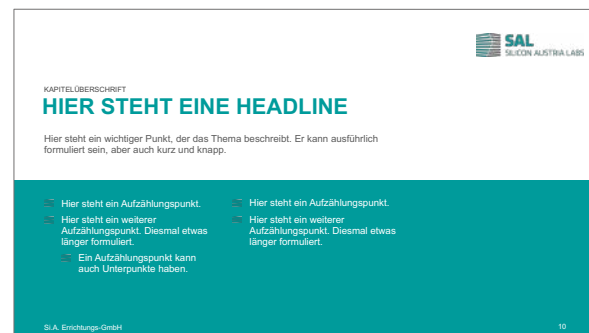 SAL
SILICON AUSTRIA LABS
KAPITELÜBERSCHRIFT
HIER STEHT EINE HEADLINE
Hier steht ein wichtiger Punkt, der das Thema beschreibt. Er kann ausführlich
formuliert sein, aber auch kurz und knapp.
Hier steht ein Aufzählungspunkt.
Hier steht ein weiterer
Aufzählungspunkt. Diesmal etwas
länger formuliert.
Ein Aufzählungspunkt kann
auch Unterpunkte haben.
Hier steht ein Aufzählungspunkt.
Hier steht ein weiterer
Aufzählungspunkt. Diesmal etwas
länger formuliert.
Si.A. Errichtungs-GmbH
10